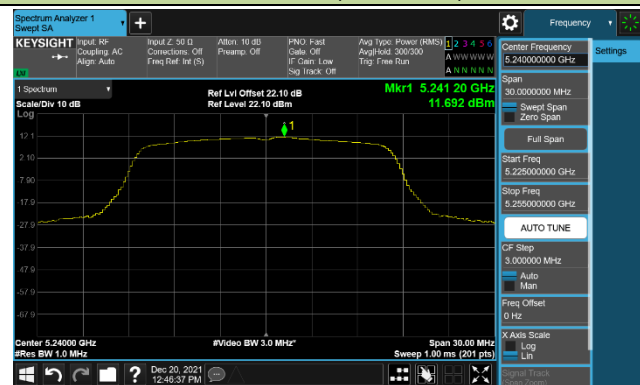 Spectrum Analyzer 1
Swept SA
Frequency
KEYSIGHT
Input: RF
Coupling: AC
Align: Auto
Input Z: 50 Ω
Corrections: Off
Freq Ref: Int (S)
Atten: 10 dB
Preamp: Off
PNO: Fast
Gate: Off
IF Gain: Low
Sig Track: Off
Avg Type: Power (RMS)
Avg|Hold: 300/300
Trig: Free Run
1 2 3 4 5 6
A W W W W W
A N N N N N
LXI
Center Frequency
5.240000000 GHz
Settings
Span
30.0000000 MHz
Swept Span
Zero Span
Full Span
Start Freq
5.225000000 GHz
Stop Freq
5.255000000 GHz
AUTO TUNE
CF Step
3.000000 MHz
Auto
Man
Freq Offset
0 Hz
X Axis Scale
Log
Lin
Signal Track
(Span Zoom)
1 Spectrum
Scale/Div 10 dB
Log
Ref Lvl Offset 22.10 dB
Ref Level 22.10 dBm
Mkr1 5.241 20 GHz
11.692 dBm
1
12.1
2.10
-7.90
-17.9
-27.9
-37.9
-47.9
-57.9
-67.9
Center 5.24000 GHz
#Res BW 1.0 MHz
#Video BW 3.0 MHz*
Span 30.00 MHz
Sweep 1.00 ms (201 pts)
Dec 20, 2021
12:46:37 PM